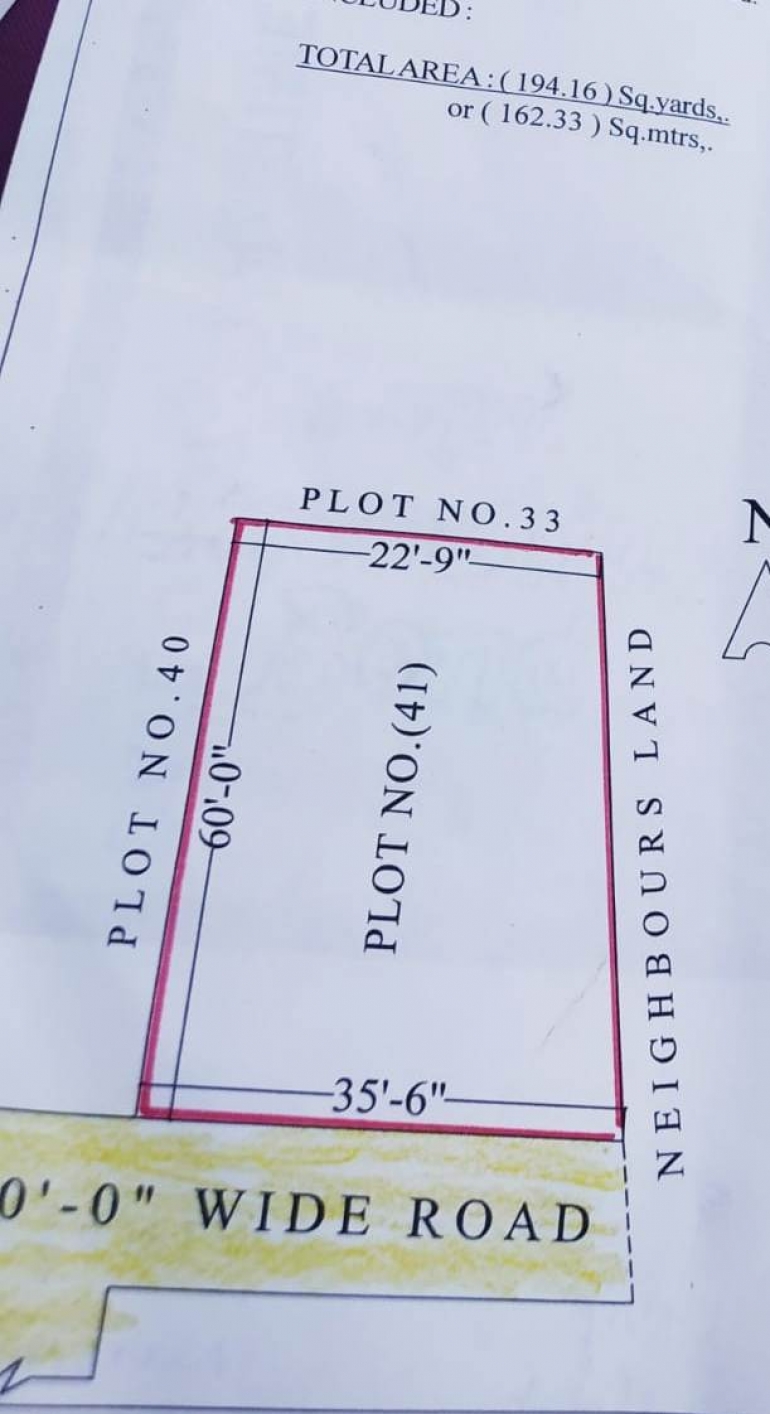 TOTAL AREA : ( 194.16 ) Sq.yards,.
or ( 162.33 ) Sq.mtrs,.
PLOT NO.33
22'-9"
N
PLOT NO.40
60'-0"
PLOT NO.(41)
NEIGHBOURS LAND
35'-6"
0'-0" WIDE ROAD